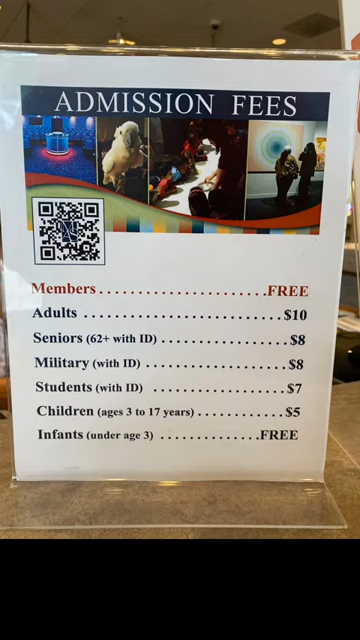 ADMISSION FEES
Members.......................FREE
Adults ............................$10
Seniors (62+ with ID) ..................$8
Military (with ID) ....................$8
Students (with ID) ...................$7
Children (ages 3 to 17 years) ............$5
Infants (under age 3) ..............FREE